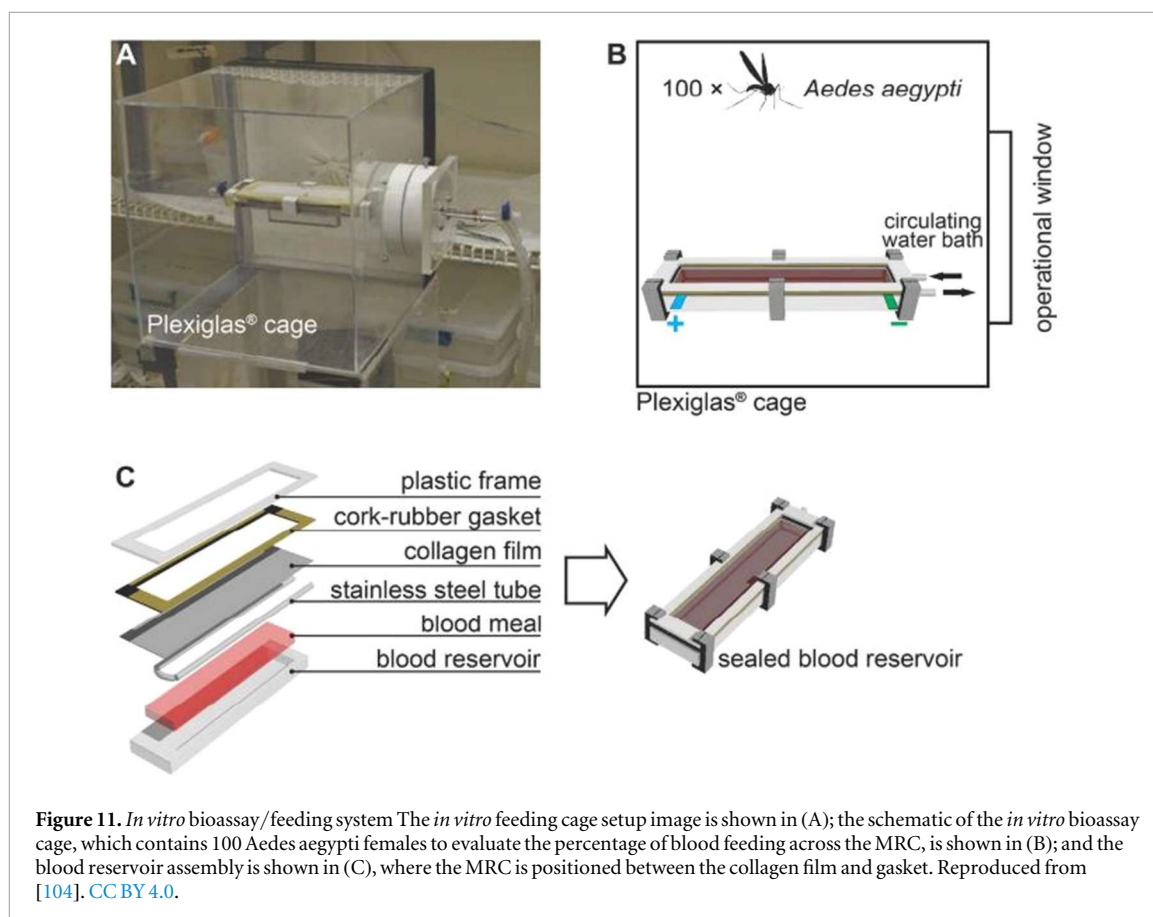 A
Plexiglas® cage
B
100 ×
Aedes aegypti
circulating
water bath
operational window
+
−
Plexiglas® cage
C
plastic frame
cork-rubber gasket
collagen film
stainless steel tube
blood meal
blood reservoir
sealed blood reservoir
Figure 11. In vitro bioassay/feeding system The in vitro feeding cage setup image is shown in (A); the schematic of the in vitro bioassay
cage, which contains 100 Aedes aegypti females to evaluate the percentage of blood feeding across the MRC, is shown in (B); and the
blood reservoir assembly is shown in (C), where the MRC is positioned between the collagen film and gasket. Reproduced from
[104]. CC BY 4.0.